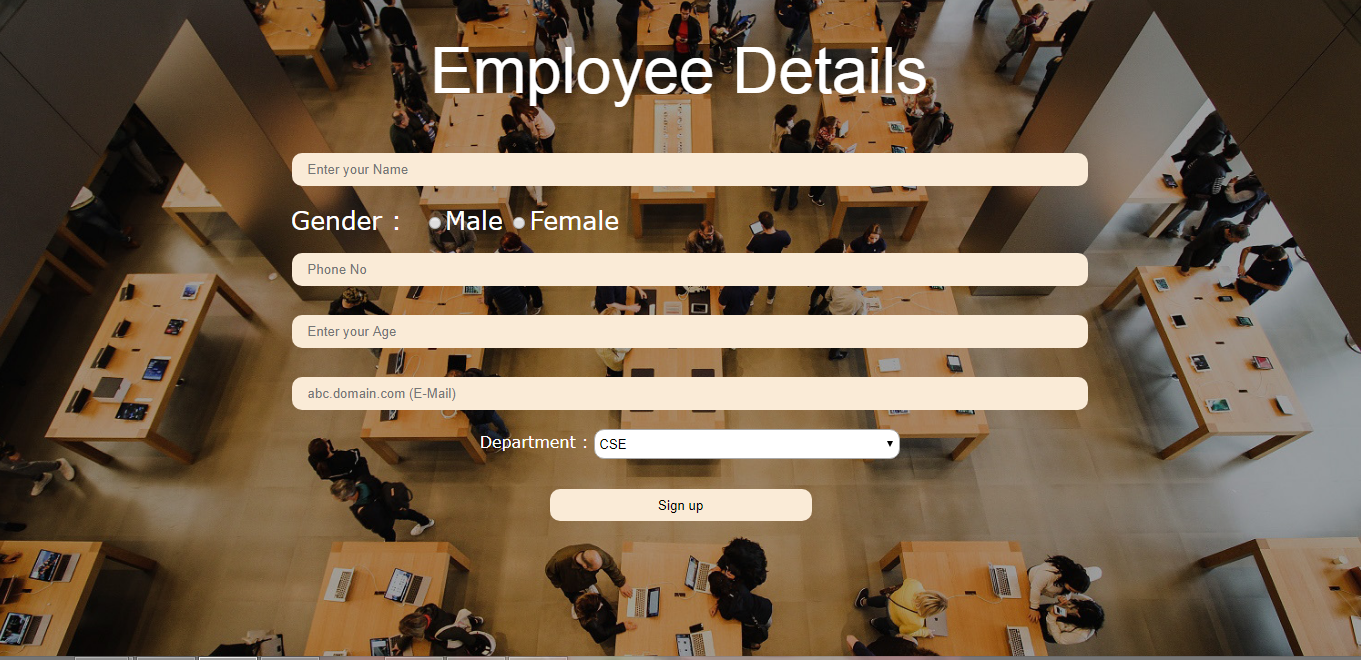 Employee Details
Enter your Name
Gender : Male Female
Phone No
Enter your Age
abc.domain.com (E-Mail)
Department : CSE
Sign up